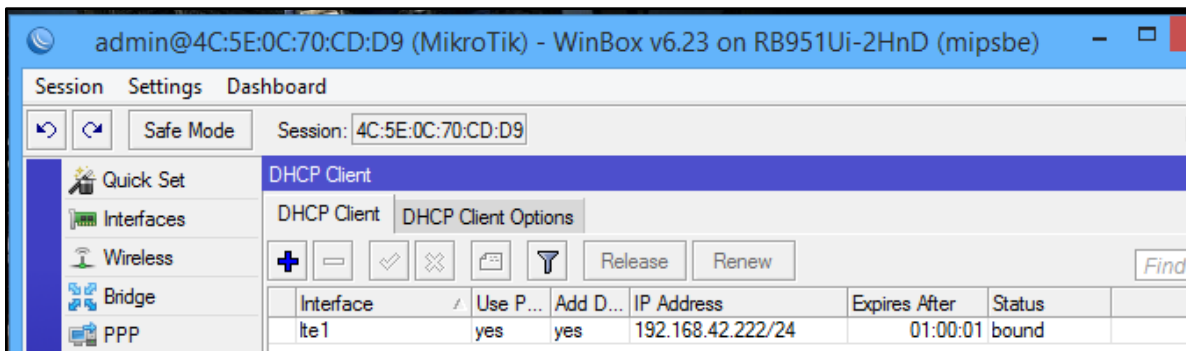 admin@4C:5E:0C:70:CD:D9 (MikroTik) - WinBox v6.23 on RB951Ui-2HnD (mipsbe)
Session Settings Dashboard
Safe Mode Session: 4C:5E:0C:70:CD:D9
Quick Set
Interfaces
Wireless
Bridge
PPP
DHCP Client
DHCP Client DHCP Client Options
Release Renew Find
Interface Use P... Add D... IP Address Expires After Status
lte1 yes yes 192.168.42.222/24 01:00:01 bound